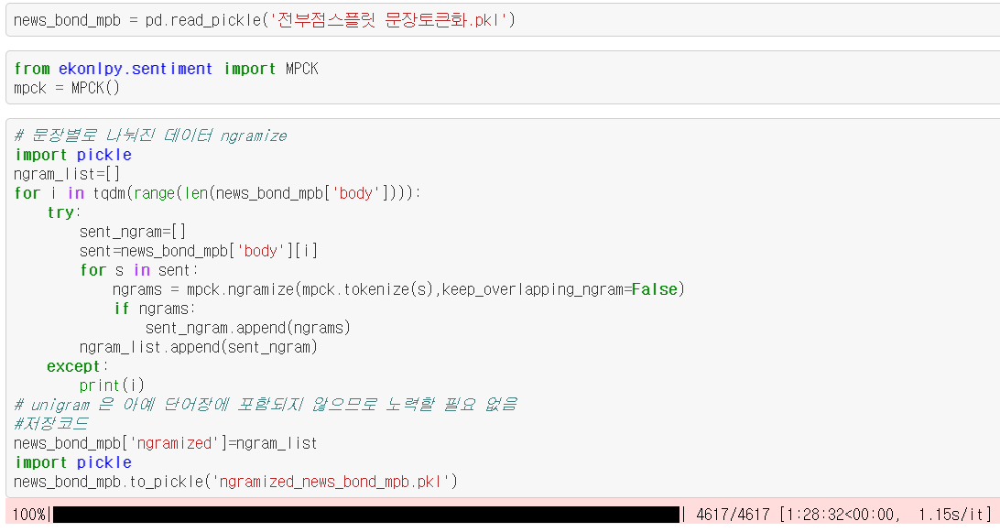 news_bond_mpb = pd.read_pickle('전부점스플릿 문장토큰화.pkl')
from ekonlpy.sentiment import MPCK
mpck = MPCK()
# 문장별로 나눠진 데이터 ngramize
import pickle
ngram_list=[]
for i in tqdm(range(len(news_bond_mpb['body']))):
    try:
        sent_ngram=[]
        sent=news_bond_mpb['body'][i]
        for s in sent:
            ngrams = mpck.ngramize(mpck.tokenize(s),keep_overlapping_ngram=False)
            if ngrams:
                sent_ngram.append(ngrams)
        ngram_list.append(sent_ngram)
    except:
        print(i)
# unigram 은 아예 단어장에 포함되지 않으므로 노력할 필요 없음
#저장코드
news_bond_mpb['ngramized']=ngram_list
import pickle
news_bond_mpb.to_pickle('ngramized_news_bond_mpb.pkl')
100%| | 4617/4617 [1:28:32<00:00, 1.15s/it]